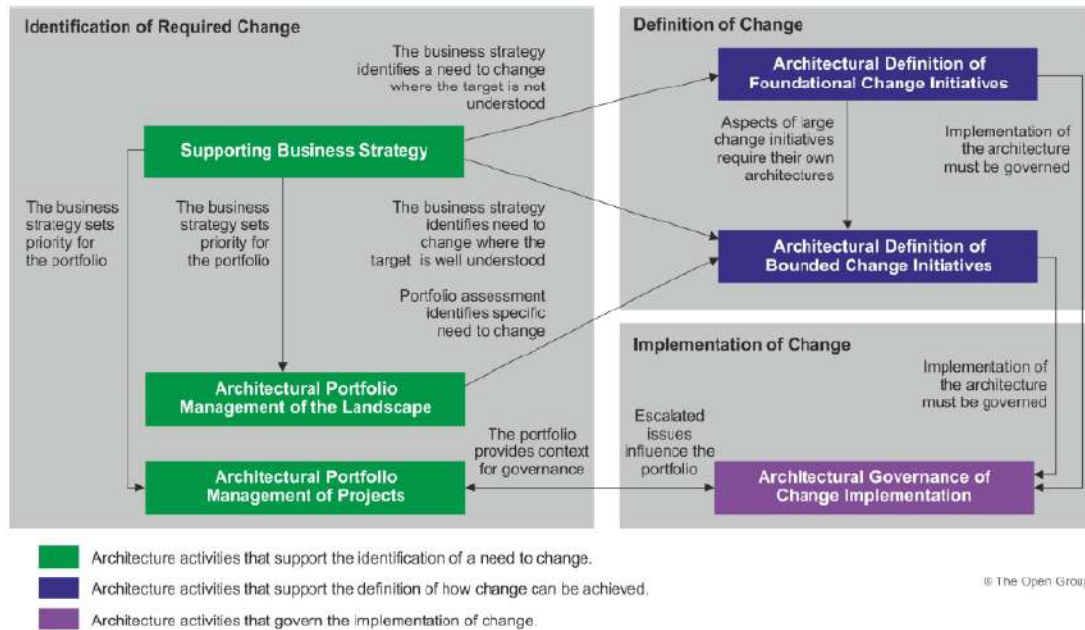 Identification of Required Change
The business strategy
identifies a need to change
where the target is not
understood
Supporting Business Strategy
The business
strategy sets
priority for
the portfolio
The business
strategy sets
priority for
the portfolio
The business strategy
identifies need to
change where the
target is well understood
Portfolio assessment
identifies specific
need to change
Architectural Portfolio
Management of the Landscape
Architectural Portfolio
Management of Projects
The portfolio
provides context
for governance
Definition of Change
Architectural Definition of
Foundational Change Initiatives
Aspects of large
change initiatives
require their own
architectures
Implementation of
the architecture
must be governed
Architectural Definition of
Bounded Change Initiatives
Implementation of Change
Implementation of
the architecture
must be governed
Escalated
issues
influence the
portfolio
Architectural Governance of
Change Implementation
Architecture activities that support the identification of a need to change.
Architecture activities that support the definition of how change can be achieved.
Architecture activities that govern the implementation of change.
© The Open Group